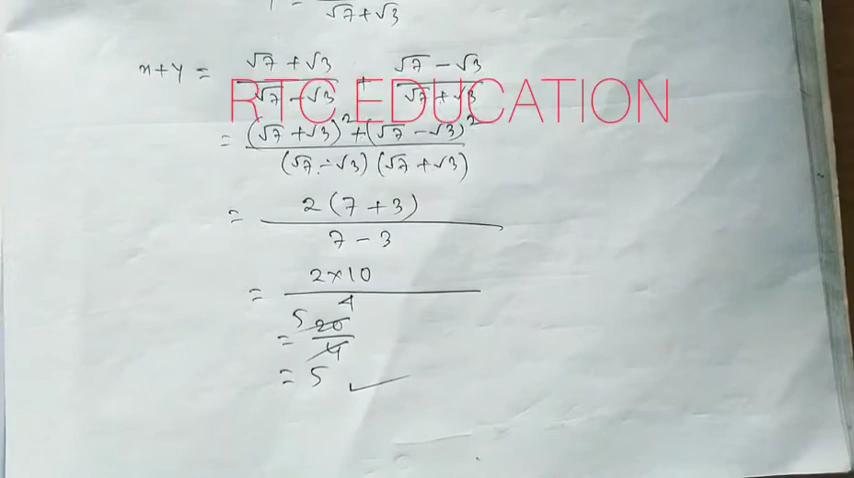 √7+√3
x+y = (√7+√3)/(√7-√3) + (√7-√3)/(√7+√3)
RTC EDUCATION
= ((√7+√3)²+(√7-√3)²)/((√7-√3)(√7+√3))
= 2(7+3)/(7-3)
= 2×10/4
= 5 20/4
= 5 ✓